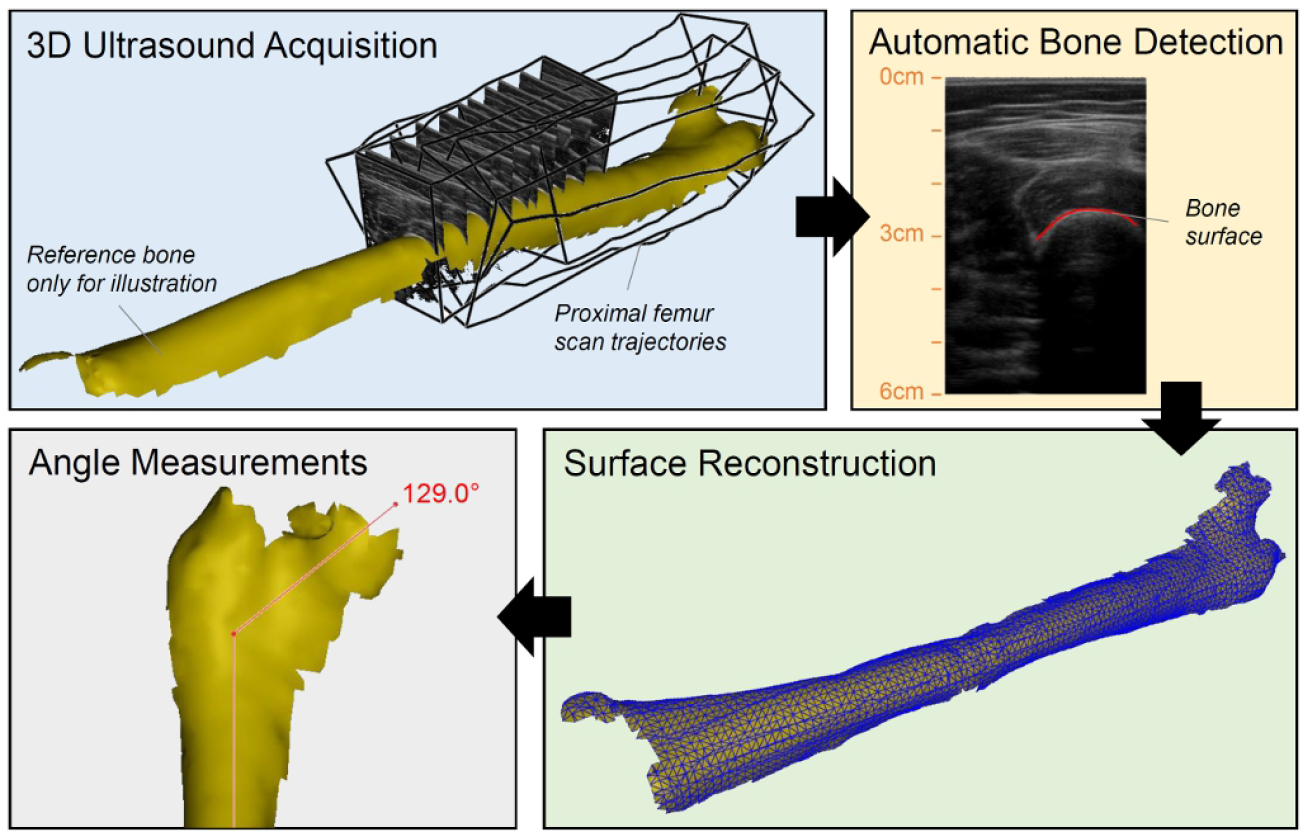 3D Ultrasound Acquisition
Reference bone
only for illustration
Proximal femur
scan trajectories
Automatic Bone Detection
0cm
3cm
6cm
Bone
surface
Surface Reconstruction
Angle Measurements
129.0°